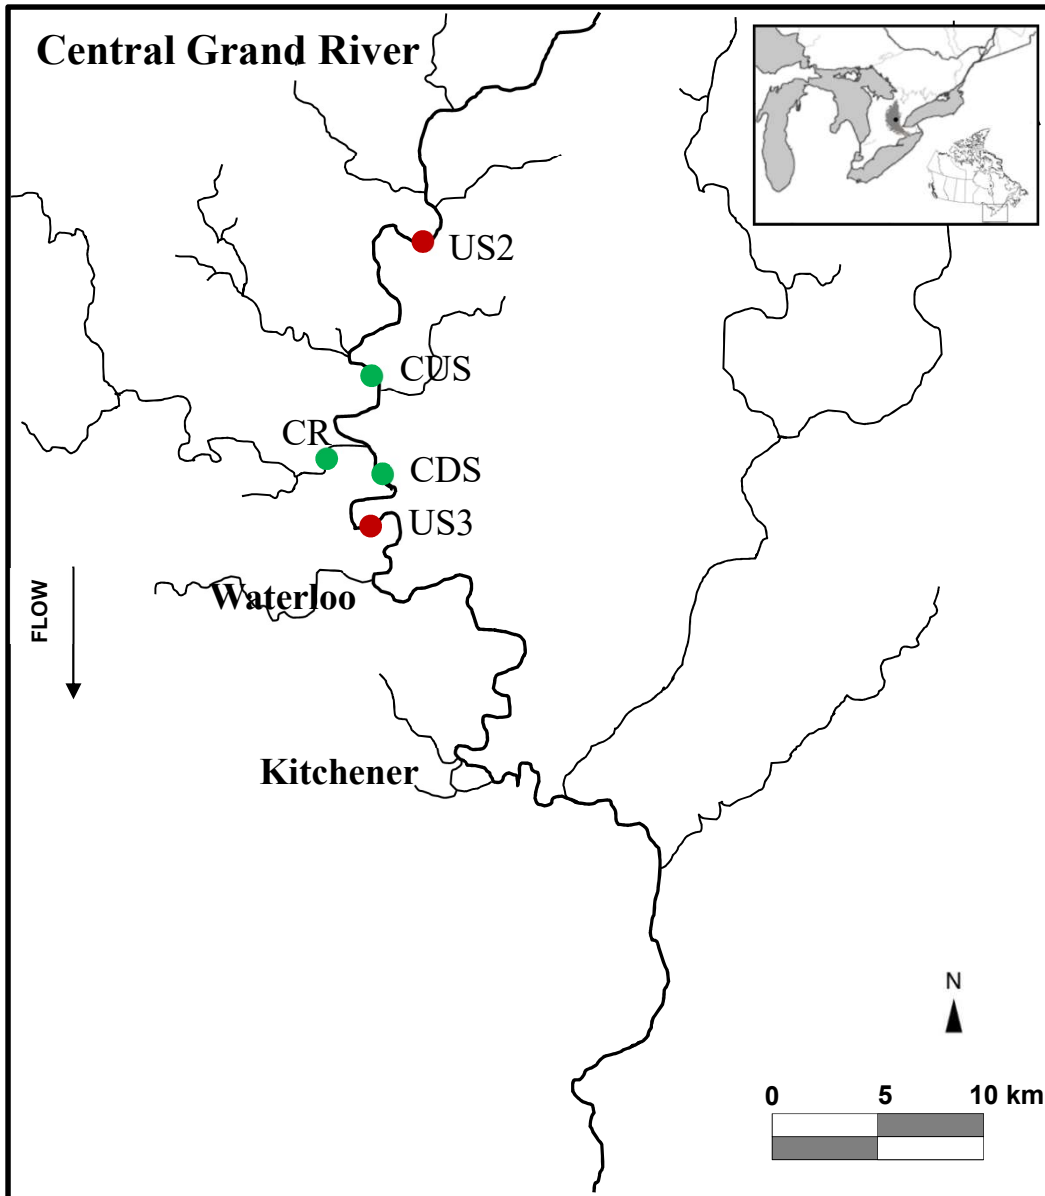 Central Grand River
US2
CUS
CR
CDS
US3
FLOW
Waterloo
Kitchener
N
0 5 10 km